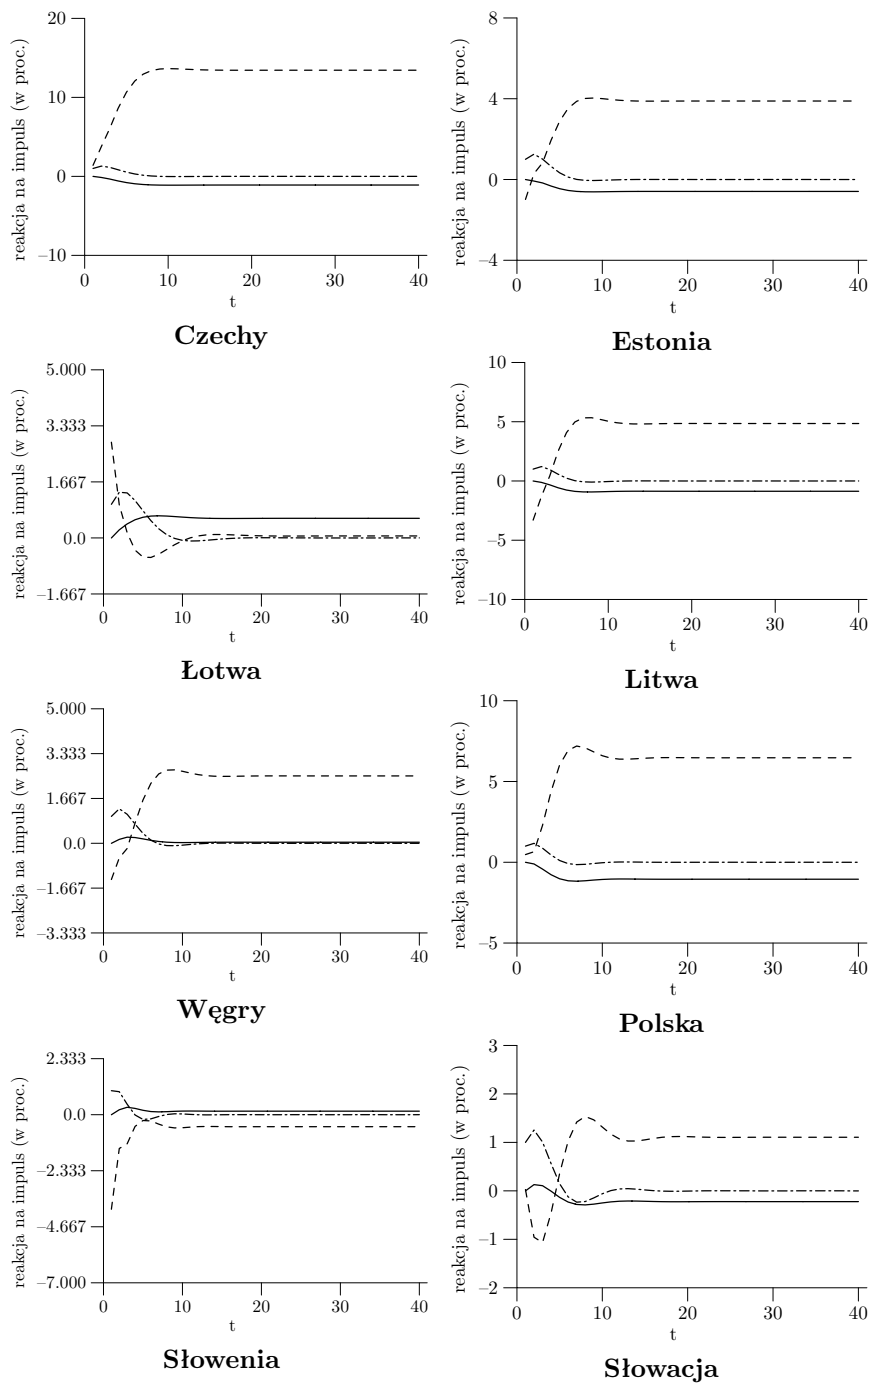 20
10
0
−10
reakcja na impuls (w proc.)
0 10 20 30 40
t
Czechy
8
4
0
−4
reakcja na impuls (w proc.)
0 10 20 30 40
t
Estonia
5.000
3.333
1.667
0.0
−1.667
reakcja na impuls (w proc.)
0 10 20 30 40
t
Łotwa
10
5
0
−5
−10
reakcja na impuls (w proc.)
0 10 20 30 40
t
Litwa
5.000
3.333
1.667
0.0
−1.667
−3.333
reakcja na impuls (w proc.)
0 10 20 30 40
t
Węgry
10
5
0
−5
reakcja na impuls (w proc.)
0 10 20 30 40
t
Polska
2.333
0.0
−2.333
−4.667
−7.000
reakcja na impuls (w proc.)
0 10 20 30 40
t
Słowenia
3
2
1
0
−1
−2
reakcja na impuls (w proc.)
0 10 20 30 40
t
Słowacja